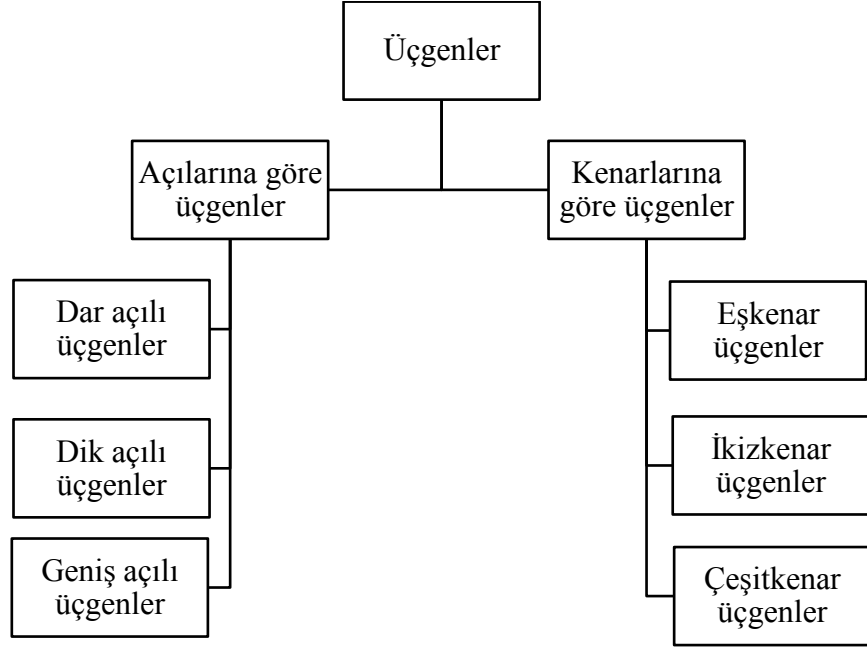 Üçgenler
Açılarına göre
üçgenler
Kenarlarına
göre üçgenler
Dar açılı
üçgenler
Dik açılı
üçgenler
Geniş açılı
üçgenler
Eşkenar
üçgenler
İkizkenar
üçgenler
Çeşitkenar
üçgenler